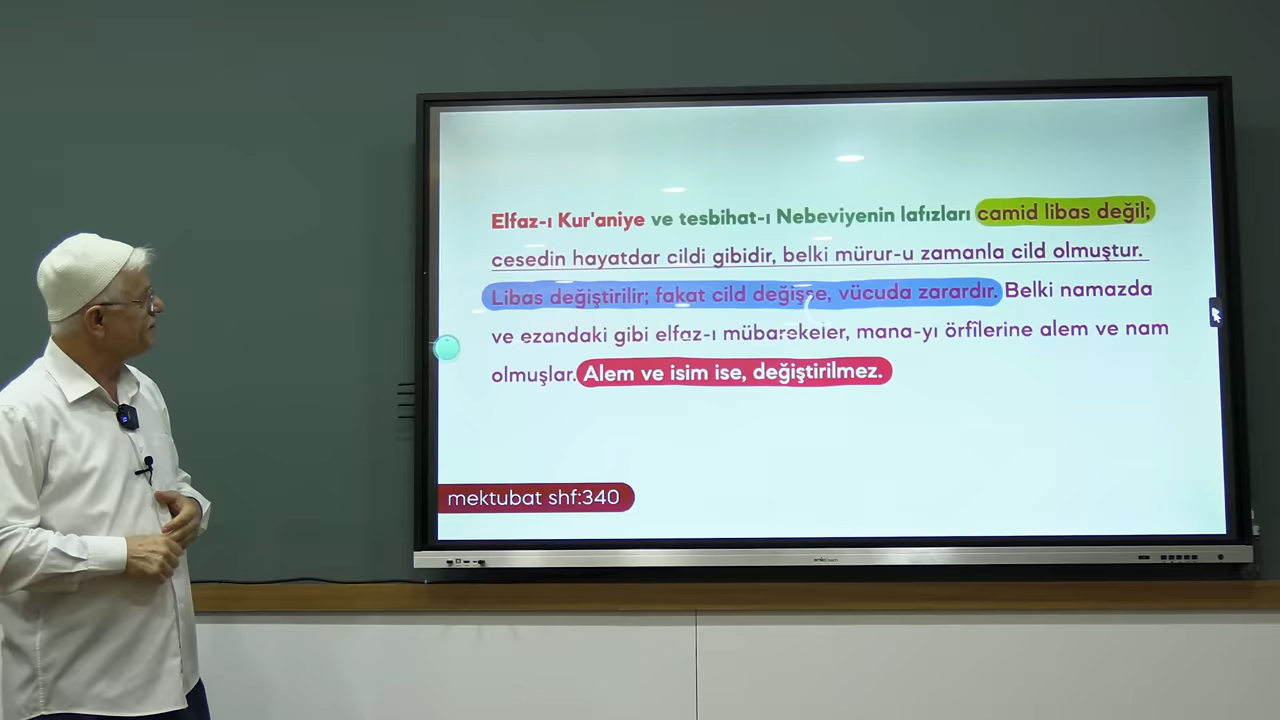 Elfaz-ı Kur'aniye ve tesbihat-ı Nebeviyenin lafızları camid libas değil;
cesedin hayatdar cildi gibidir, belki mürur-u zamanla cild olmuştur.
Libas değiştirilir; fakat cild değişse, vücuda zarardır. Belki namazda
ve ezandaki gibi elfaz-ı mübarekeler, mana-yı örfîlerine alem ve nam
olmuşlar. Alem ve isim ise, değiştirilmez.
mektubat shf:340